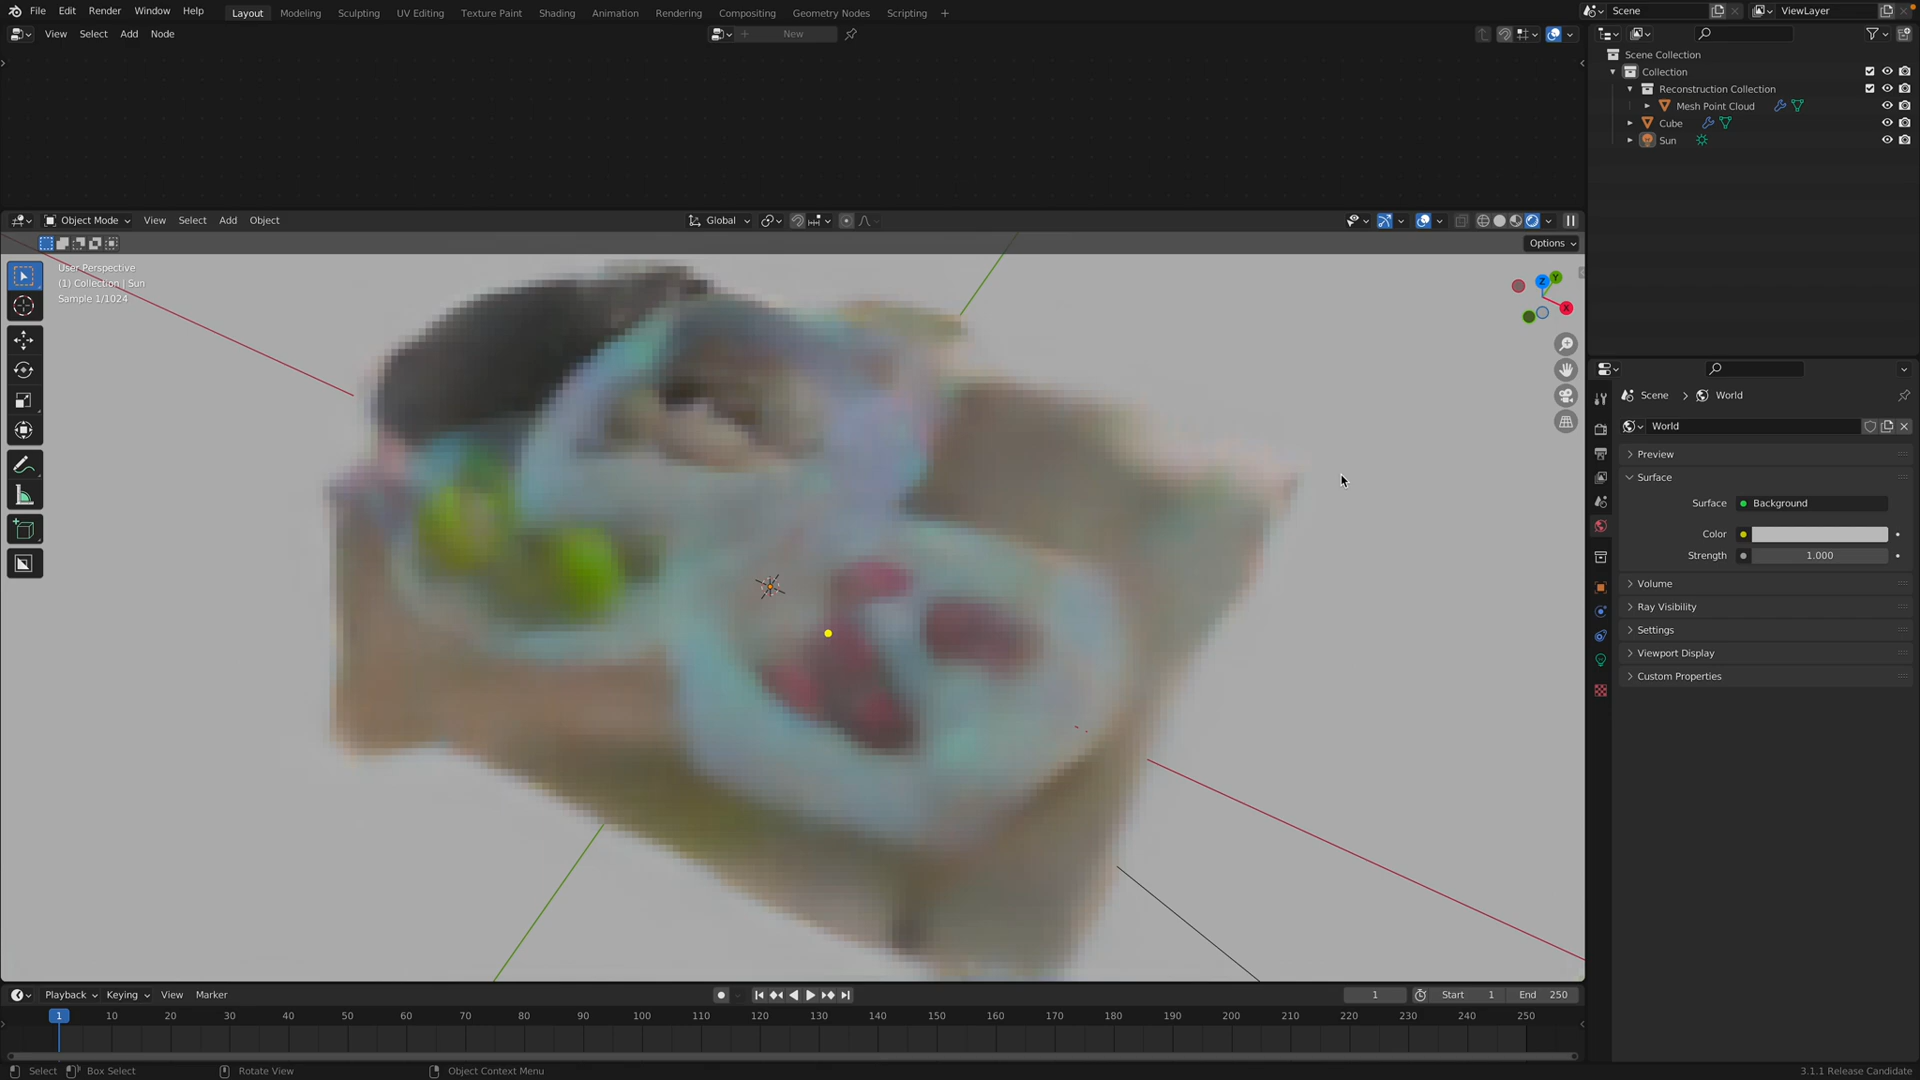 File Edit Render Window Help Layout Modeling Sculpting UV Editing Texture Paint Shading Animation Rendering Compositing Geometry Nodes Scripting + Scene ViewLayer
View Select Add Node + New
Scene Collection
Collection
Reconstruction Collection
Mesh Point Cloud
Cube
Sun
Object Mode View Select Add Object Global
Options
User Perspective
(1) Collection | Sun
Sample 1/1024
Z Y
X
Scene > World
World
Preview
Surface
Surface Background
Color
Strength 1.000
Volume
Ray Visibility
Settings
Viewport Display
Custom Properties
Playback Keying View Marker 1 Start 1 End 250
1 10 20 30 40 50 60 70 80 90 100 110 120 130 140 150 160 170 180 190 200 210 220 230 240 250
Select Box Select Rotate View Object Context Menu 3.1.1 Release Candidate